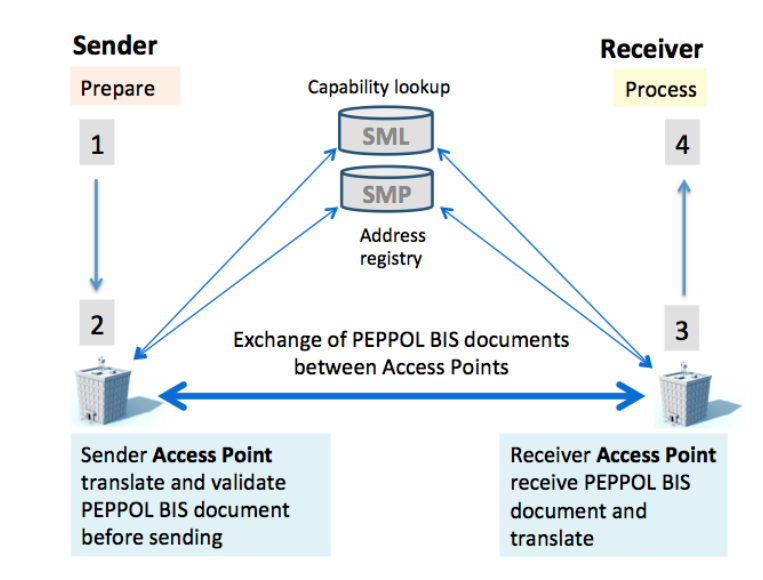 Sender
Receiver
Prepare
Capability lookup
Process
1
SML
4
SMP
Address
registry
2
3
Exchange of PEPPOL BIS documents
between Access Points
Sender Access Point
translate and validate
PEPPOL BIS document
before sending
Receiver Access Point
receive PEPPOL BIS
document and
translate